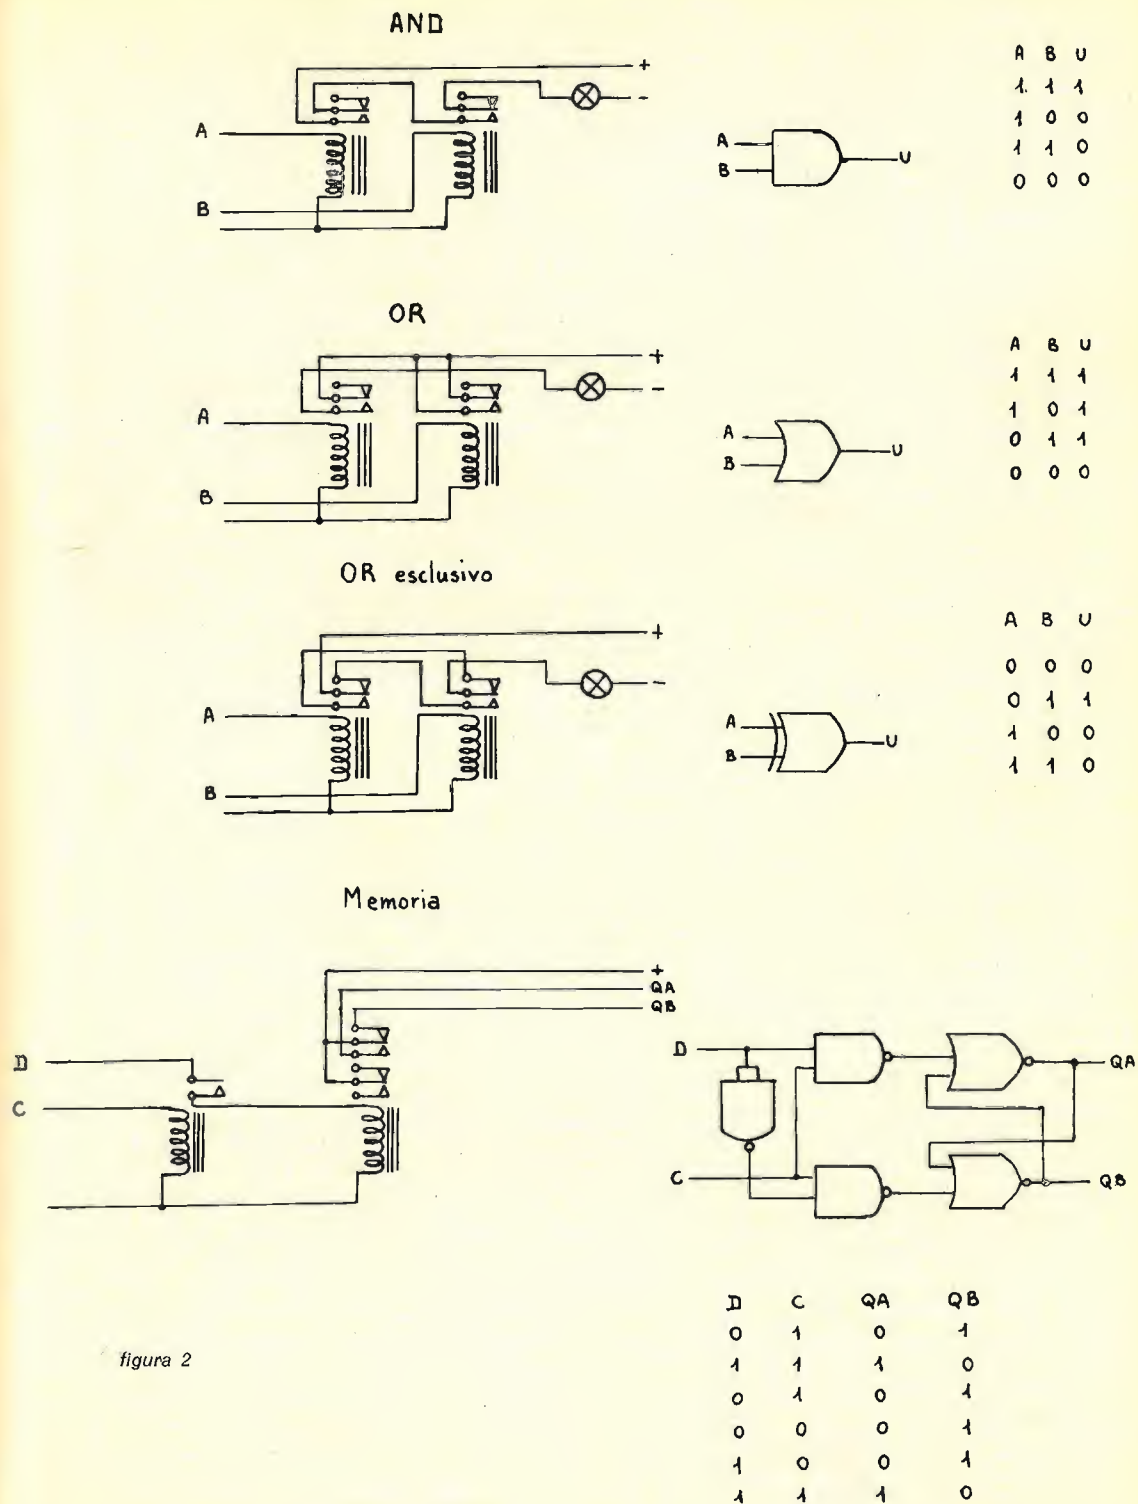 AND
A B U
+
1 1 1
-
1 0 0
A
A
1 1 0
B
U
0 0 0
B
OR
A B U
+
1 1 1
-
1 0 1
A
A
0 1 1
B
U
0 0 0
B
OR esclusivo
A B U
+
0 0 0
-
0 1 1
A
A
1 0 0
B
U
1 1 0
B
Memoria
+
QA
QB
D
C
D
QA
C
QB
D C QA QB
0 1 0 1
1 1 1 0
0 1 0 1
0 0 0 1
1 0 0 1
1 1 1 0
figura 2